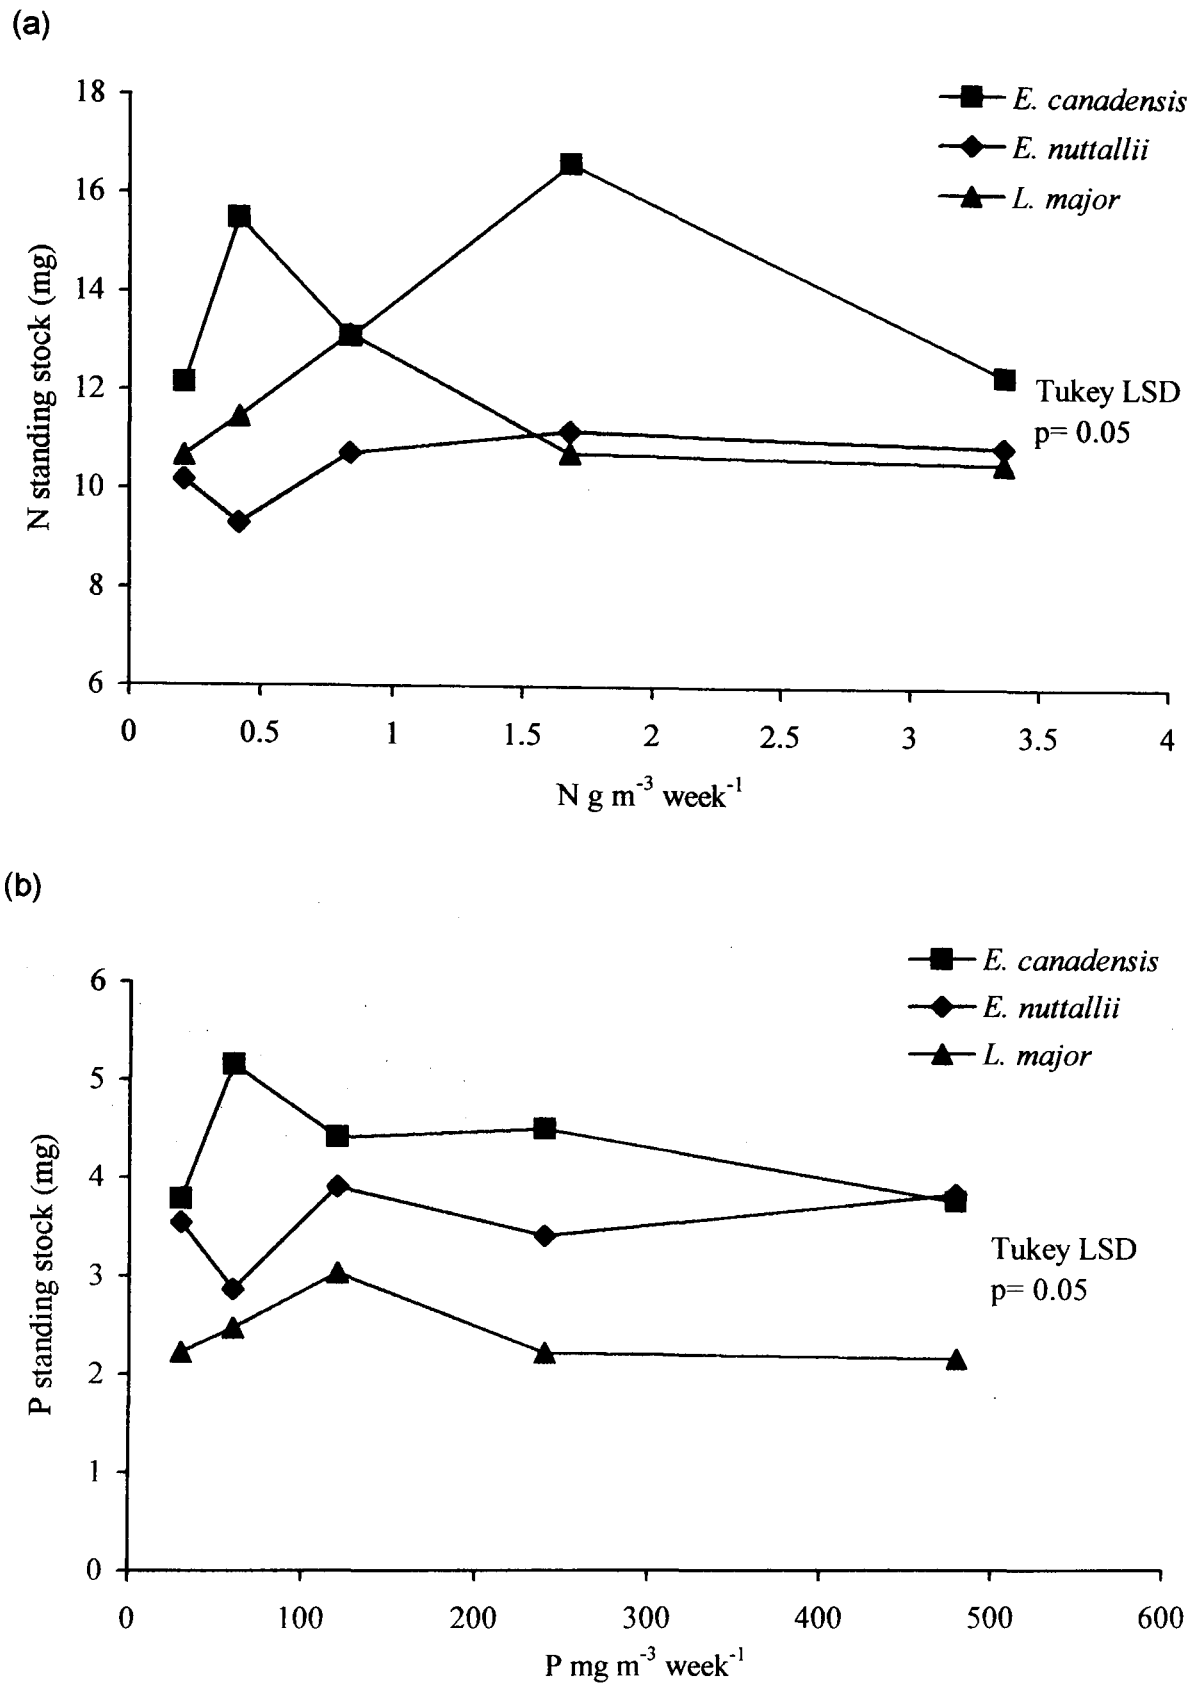 (a)
18
16
14
12
10
8
6
N standing stock (mg)
E. canadensis
E. nuttallii
L. major
Tukey LSD
p= 0.05
0 0.5 1 1.5 2 2.5 3 3.5 4
N g m⁻³ week⁻¹
(b)
6
5
4
3
2
1
0
P standing stock (mg)
E. canadensis
E. nuttallii
L. major
Tukey LSD
p= 0.05
0 100 200 300 400 500 600
P mg m⁻³ week⁻¹